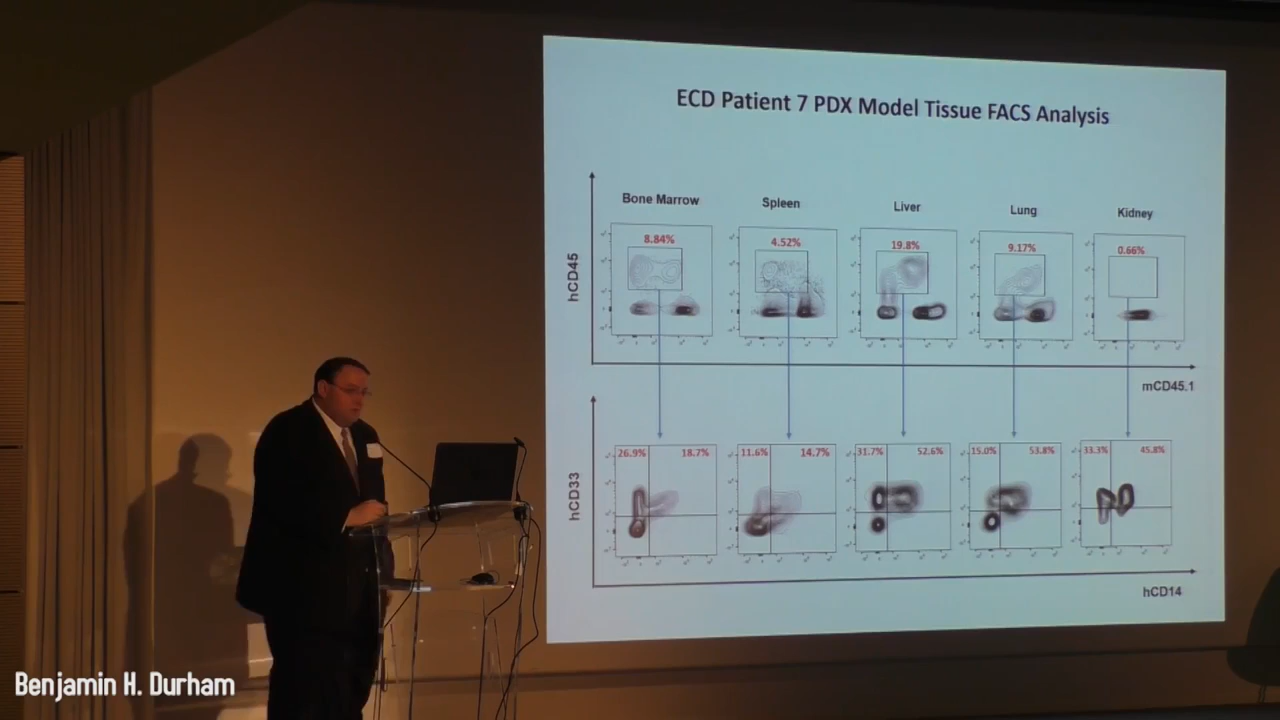 ECD Patient 7 PDX Model Tissue FACS Analysis
Bone Marrow
Spleen
Liver
Lung
Kidney
8.84%
4.52%
19.8%
9.17%
0.66%
hCD45
mCD45.1
26.9% 18.7%
11.6% 14.7%
31.7% 52.6%
15.0% 53.8%
33.3% 45.8%
hCD33
hCD14
Benjamin H. Durham